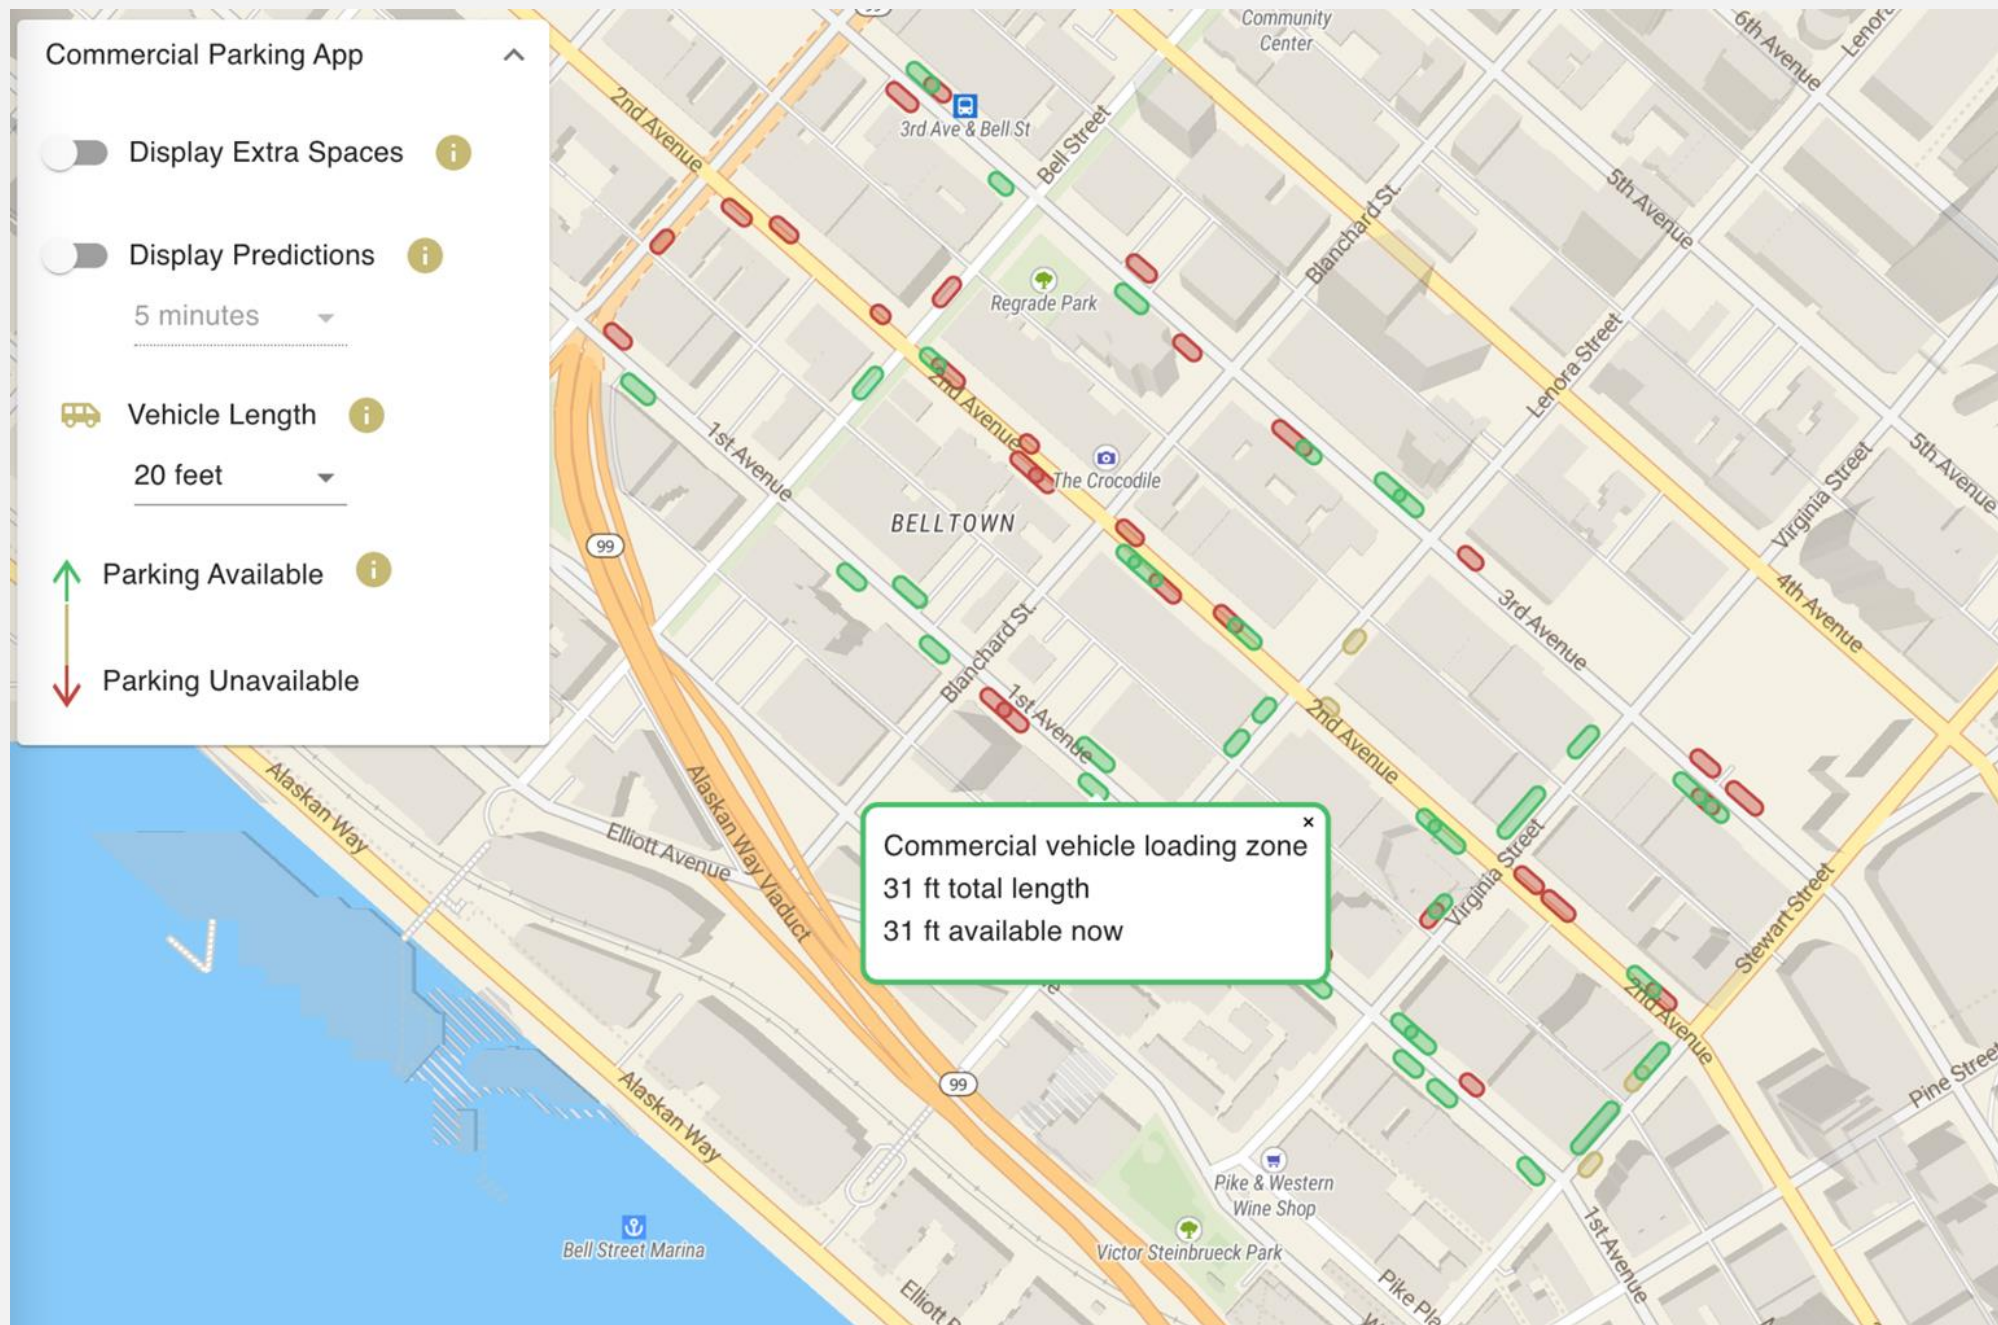 Commercial Parking App
Display Extra Spaces
i
Display Predictions
i
5 minutes
Vehicle Length
i
20 feet
Parking Available
i
Parking Unavailable
Community
Center
6th Avenue
2nd Avenue
3rd Ave & Bell St
Bell Street
5th Avenue
Blanchard St.
Regrade Park
Lenora Street
2nd Avenue
The Crocodile
1st Avenue
BELLTOWN
99
5th Avenue
Virginia Street
4th Avenue
3rd Avenue
Blanchard St.
1st Avenue
2nd Avenue
Alaskan Way
Elliott Avenue
Alaskan Way Viaduct
Commercial vehicle loading zone
×
31 ft total length
31 ft available now
Virginia Street
Stewart Street
2nd Avenue
Pine Street
99
Alaskan Way
Pike & Western
Wine Shop
Bell Street Marina
Victor Steinbrueck Park
1st Avenue